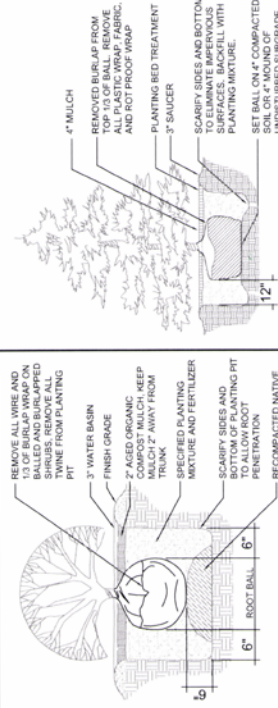 REMOVE ALL WIRE AND
1/3 OF BURLAP WRAP ON
BALLED AND BURLAPPED
SHRUBS, REMOVE ALL
TWINE FROM PLANTING
PIT
3" WATER BASIN
FINISH GRADE
2" AGED ORGANIC
COMPOST MULCH, KEEP
MULCH 2" AWAY FROM
TRUNK
SPECIFIED PLANTING
MIXTURE AND FERTILIZER
SCARIFY SIDES AND
BOTTOM OF PLANTING PIT
TO ALLOW ROOT
PENETRATION
RECOMPACTED NATIVE
6"
6"
ROOT BALL
6"
4" MULCH
REMOVED BURLAP FROM
TOP 1/3 OF BALL. REMOVE
ALL PLASTIC WRAP, FABRIC,
AND ROT PROOF WRAP
PLANTING BED TREATMENT
3" SAUCER
SCARIFY SIDES AND BOTTOM
TO ELIMINATE IMPERVIOUS
SURFACES. BACKFILL WITH
PLANTING MIXTURE.
SET BALL ON 4" COMPACTED
SOIL OR 4" MOUND OF
UNDISTURBED SUBGRADE
12"